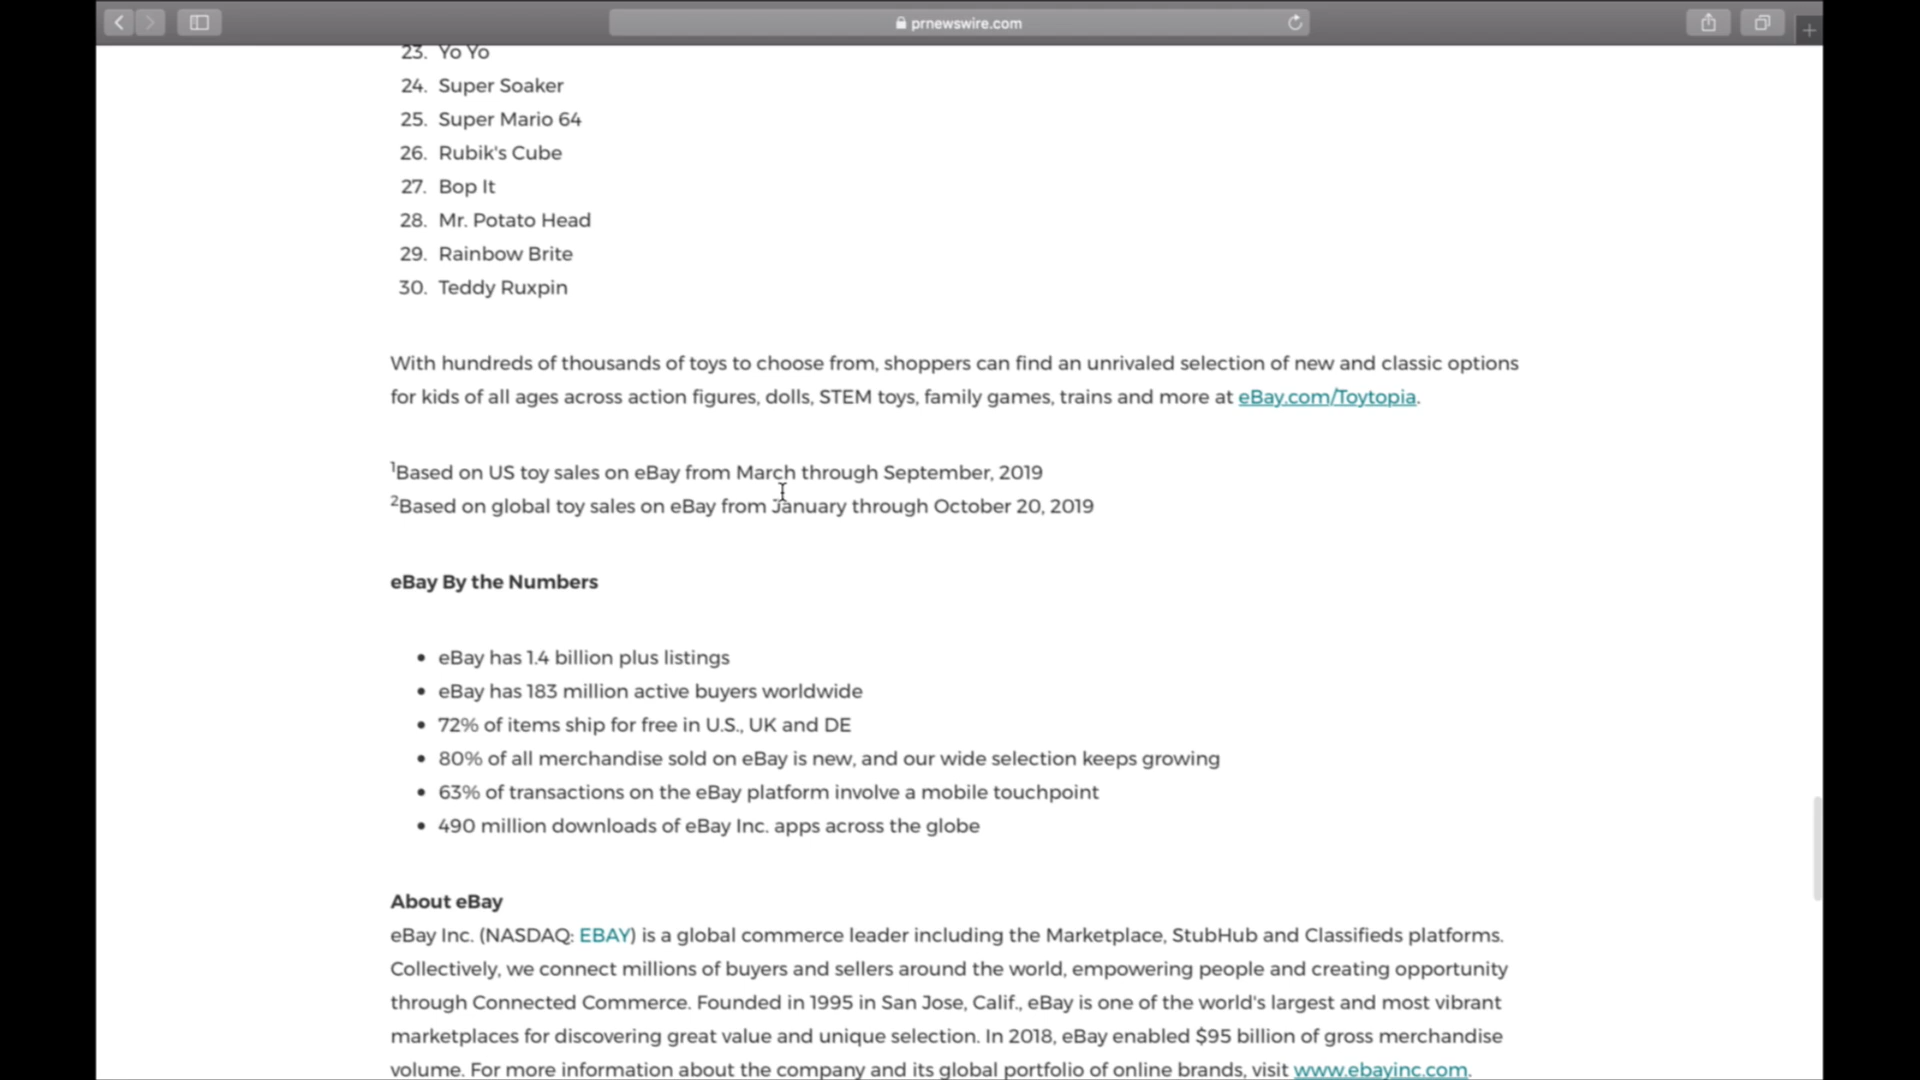 prnewswire.com
23. Yo Yo
24. Super Soaker
25. Super Mario 64
26. Rubik's Cube
27. Bop It
28. Mr. Potato Head
29. Rainbow Brite
30. Teddy Ruxpin
With hundreds of thousands of toys to choose from, shoppers can find an unrivaled selection of new and classic options
for kids of all ages across action figures, dolls, STEM toys, family games, trains and more at eBay.com/Toytopia.
¹Based on US toy sales on eBay from March through September, 2019
²Based on global toy sales on eBay from January through October 20, 2019
eBay By the Numbers
• eBay has 1.4 billion plus listings
• eBay has 183 million active buyers worldwide
• 72% of items ship for free in U.S., UK and DE
• 80% of all merchandise sold on eBay is new, and our wide selection keeps growing
• 63% of transactions on the eBay platform involve a mobile touchpoint
• 490 million downloads of eBay Inc. apps across the globe
About eBay
eBay Inc. (NASDAQ: EBAY) is a global commerce leader including the Marketplace, StubHub and Classifieds platforms.
Collectively, we connect millions of buyers and sellers around the world, empowering people and creating opportunity
through Connected Commerce. Founded in 1995 in San Jose, Calif., eBay is one of the world's largest and most vibrant
marketplaces for discovering great value and unique selection. In 2018, eBay enabled $95 billion of gross merchandise
volume. For more information about the company and its global portfolio of online brands, visit www.ebayinc.com.